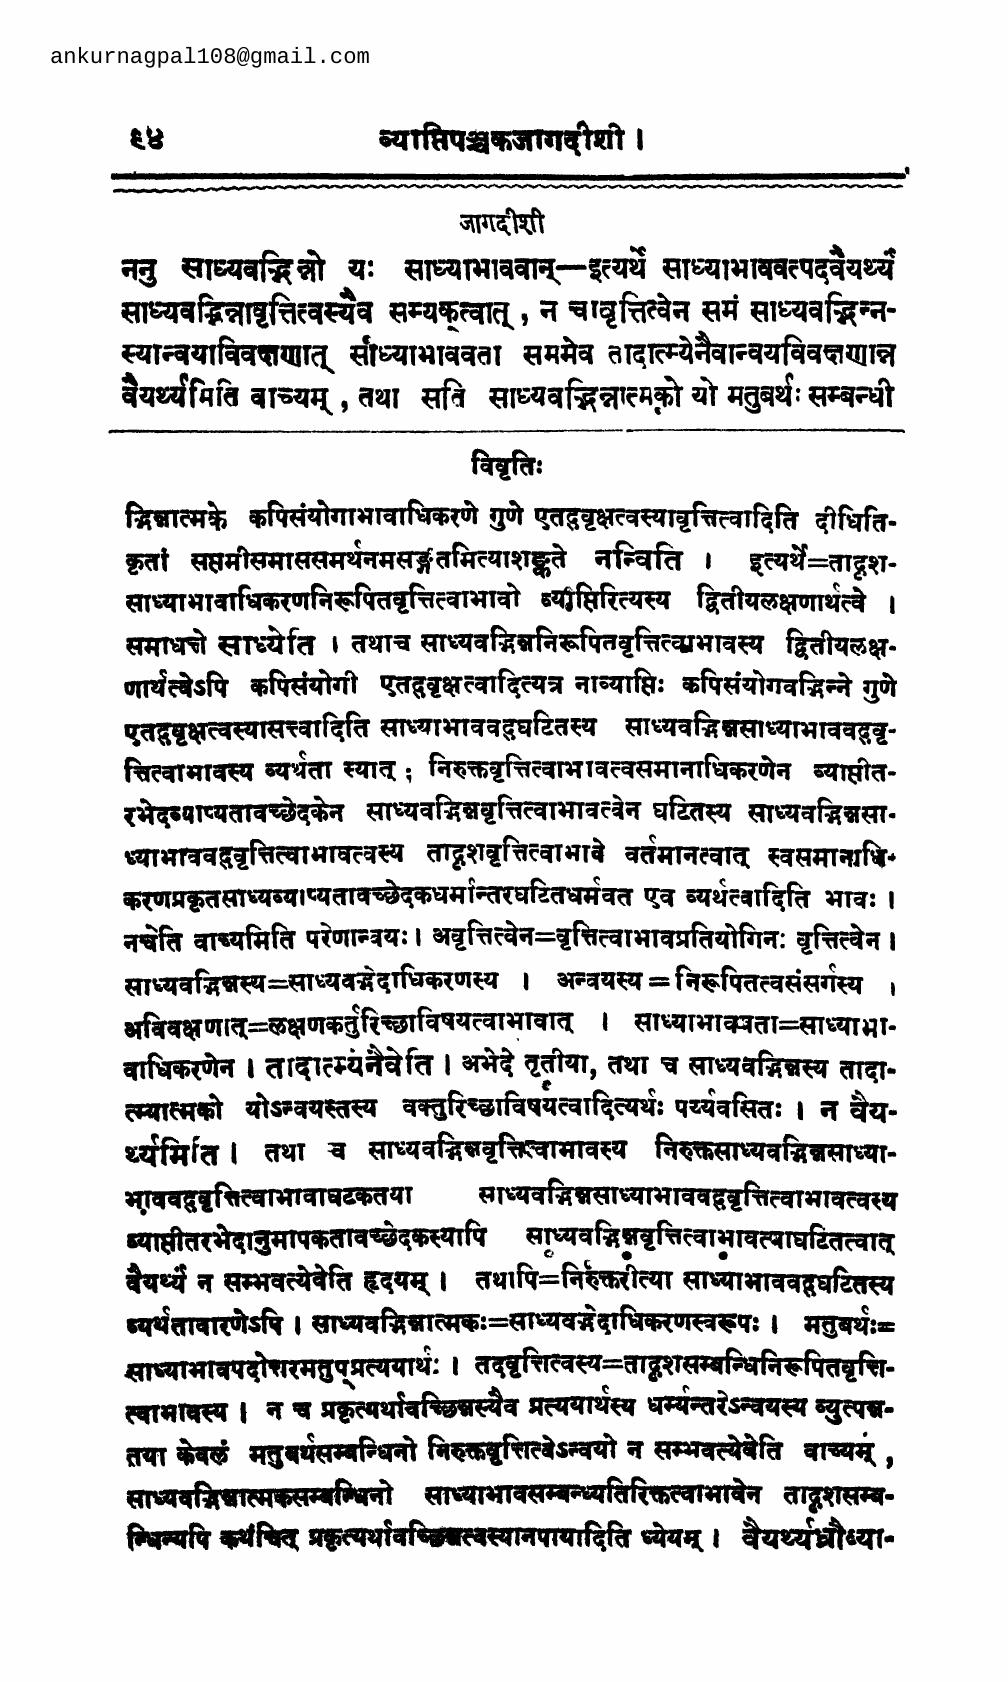 ankurnagpal108@gmail.com
१४ व्याप्तिपञ्चकजागदीशी ।
जागदीशी
ननु साध्यवद्भिन्नो यः साध्याभाववान्—इत्यर्थे साध्याभाववत्पदवैयर्थ्यं
साध्यवद्भिन्नावृत्तित्वस्यैव सम्यक्त्वात् , न चावृत्तित्वेन समं साध्यवद्भिन्न-
स्यान्वयाविवक्षणात् साध्याभाववता सममेव तादात्म्येनैवान्वयविवक्षणान्न
वैयर्थ्यमिति वाच्यम् , तथा सति साध्यवद्भिन्नात्मको यो मतुबर्थः सम्बन्धी
विवृतिः
द्भिन्नात्मके कपिसंयोगाभावाधिकरणे गुणे एतद्वृक्षत्वस्यावृत्तित्वादिति दीधिति-
कृतां सप्तमीसमाससमर्थनमसङ्गतमित्याशङ्कते नन्विति । इत्यर्थे=तादृश-
साध्याभावाधिकरणनिरूपितवृत्तित्वाभावो व्याप्तिरित्यस्य द्वितीयलक्षणार्थत्वे ।
समाधत्ते साध्येति । तथाच साध्यवद्भिन्ननिरूपितवृत्तित्वाभावस्य द्वितीयलक्ष-
णार्थत्वेऽपि कपिसंयोगी एतद्वृक्षत्वादित्यत्र नाव्याप्तिः कपिसंयोगवद्भिन्ने गुणे
एतद्वृक्षत्वस्यासत्त्वादिति साध्याभाववद्घटितस्य साध्यवद्भिन्नसाध्याभाववद्वृ-
त्तित्वाभावस्य व्यर्थता स्यात् ; निरुक्तवृत्तित्वाभावत्वसमानाधिकरणेन व्याप्तीत-
रभेदव्याप्यतावच्छेदकेन साध्यवद्भिन्नवृत्तित्वाभावत्वेन घटितस्य साध्यवद्भिन्नसा-
ध्याभाववद्वृत्तित्वाभावत्वस्य तादृशवृत्तित्वाभावे वर्तमानत्वात् स्वसमानाधि-
करणप्रकृतसाध्यव्याप्यतावच्छेदकधर्मान्तरघटितधर्मवत एव व्यर्थत्वादिति भावः ।
नचेति वाच्यमिति परेणान्वयः । अवृत्तित्वेन=वृत्तित्वाभावप्रतियोगिनः वृत्तित्वेन ।
साध्यवद्भिन्नस्य=साध्यवद्भेदाधिकरणस्य । अन्वयस्य=निरूपितत्वसंसर्गस्य ।
अविवक्षणात्=लक्षणकर्तुरिच्छाविषयत्वाभावात् । साध्याभाववता=साध्याभा-
वाधिकरणेन । तादात्म्येनैवेति । अभेदे तृतीया, तथा च साध्यवद्भिन्नस्य तादा-
त्म्यात्मको योऽन्वयस्तस्य वक्तुरिच्छाविषयत्वादित्यर्थः पर्य्यवसितः । न वैय-
र्थ्यमिति । तथा च साध्यवद्भिन्नवृत्तित्वाभावस्य निरुक्तसाध्यवद्भिन्नसाध्या-
भाववद्वृत्तित्वाभावाघटकतया साध्यवद्भिन्नसाध्याभाववद्वृत्तित्वाभावत्वस्य
व्याप्तीतरभेदानुमापकतावच्छेदकस्यापि साध्यवद्भिन्नवृत्तित्वाभावत्वाघटितत्वात्
वैयर्थ्यं न सम्भवत्येवेति हृदयम् । तथापि=निरुक्तरीत्या साध्याभाववद्घटितस्य
व्यर्थतावारणेऽपि । साध्यवद्भिन्नात्मकः=साध्यवद्भेदाधिकरणस्वरूपः । मतुबर्थः=
साध्याभावपदोत्तरमतुप्प्रत्ययार्थः । तदवृत्तित्वस्य=तादृशसम्बन्धिनिरूपितवृत्ति-
त्वाभावस्य । न च प्रकृत्यर्थावच्छिन्नस्यैव प्रत्ययार्थस्य धर्म्यन्तरेऽन्वयस्य व्युत्पन्न-
तया केवलं मतुबर्थसम्बन्धिनो निरुक्तवृत्तित्वेऽन्वयो न सम्भवत्येवेति वाच्यम् ,
साध्यवद्भिन्नात्मकसम्बन्धिनो साध्याभावसम्बन्ध्यतिरिक्तत्वाभावेन तादृशसम्ब-
न्धिन्यपि कथंचित् प्रकृत्यर्थावच्छिन्नत्वस्यानपायादिति ध्येयम् । वैयर्थ्यध्रौव्या-